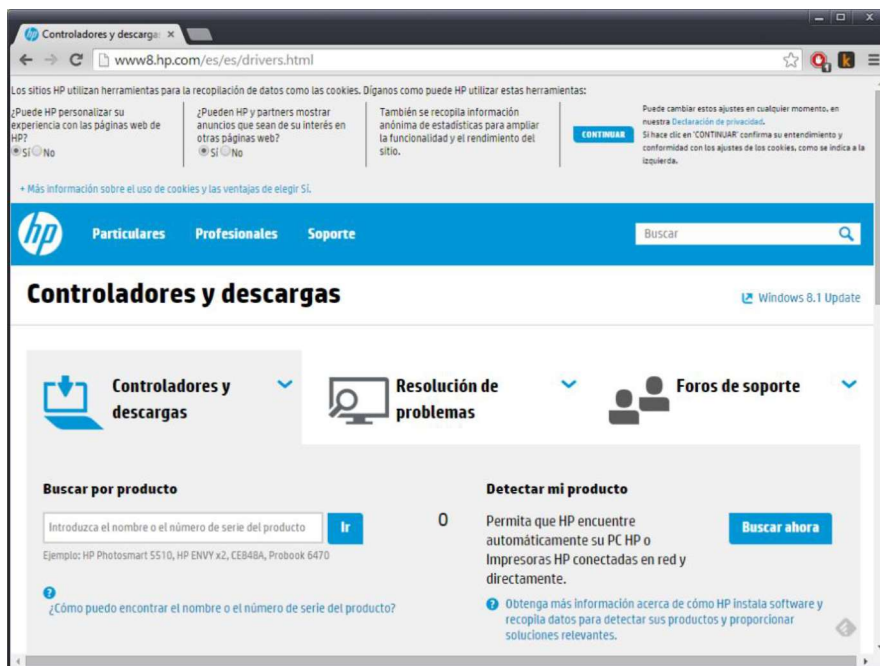 Controladores y descarga
www8.hp.com/es/es/drivers.html
Los sitios HP utilizan herramientas para la recopilación de datos como las cookies. Díganos como puede HP utilizar estas herramientas:
¿Puede HP personalizar su
experiencia con las páginas web de
HP?
Sí No
¿Pueden HP y partners mostrar
anuncios que sean de su interés en
otras páginas web?
Sí No
También se recopila información
anónima de estadísticas para ampliar
la funcionalidad y el rendimiento del
sitio.
CONTINUAR
Puede cambiar estos ajustes en cualquier momento, en
nuestra Declaración de privacidad.
Si hace clic en 'CONTINUAR' confirma su entendimiento y
conformidad con los ajustes de los cookies, como se indica a la
izquierda.
+ Más información sobre el uso de cookies y las ventajas de elegir Sí.
hp
Particulares Profesionales Soporte
Buscar
Controladores y descargas
Windows 8.1 Update
Controladores y
descargas
Resolución de
problemas
Foros de soporte
Buscar por producto
Introduzca el nombre o el número de serie del producto
Ir
Ejemplo: HP Photosmart 5510, HP ENVY x2, CE848A, Probook 6470
? ¿Cómo puedo encontrar el nombre o el número de serie del producto?
O
Detectar mi producto
Permita que HP encuentre
automáticamente su PC HP o
Impresoras HP conectadas en red y
directamente.
Buscar ahora
? Obtenga más información acerca de cómo HP instala software y
recopila datos para detectar sus productos y proporcionar
soluciones relevantes.